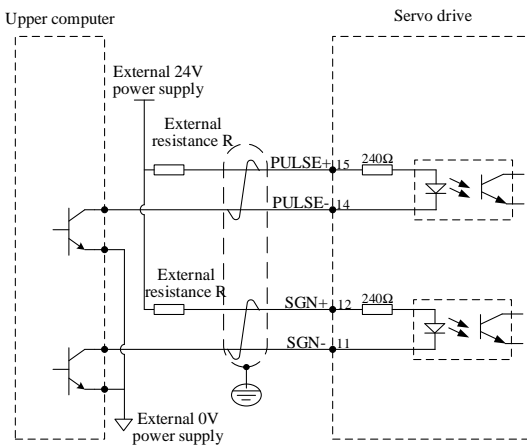 Upper computer
Servo drive
External 24V
power supply
External
resistance R
PULSE+ 15
240Ω
PULSE- 14
External
resistance R
SGN+ 12
240Ω
SGN- 11
External 0V
power supply